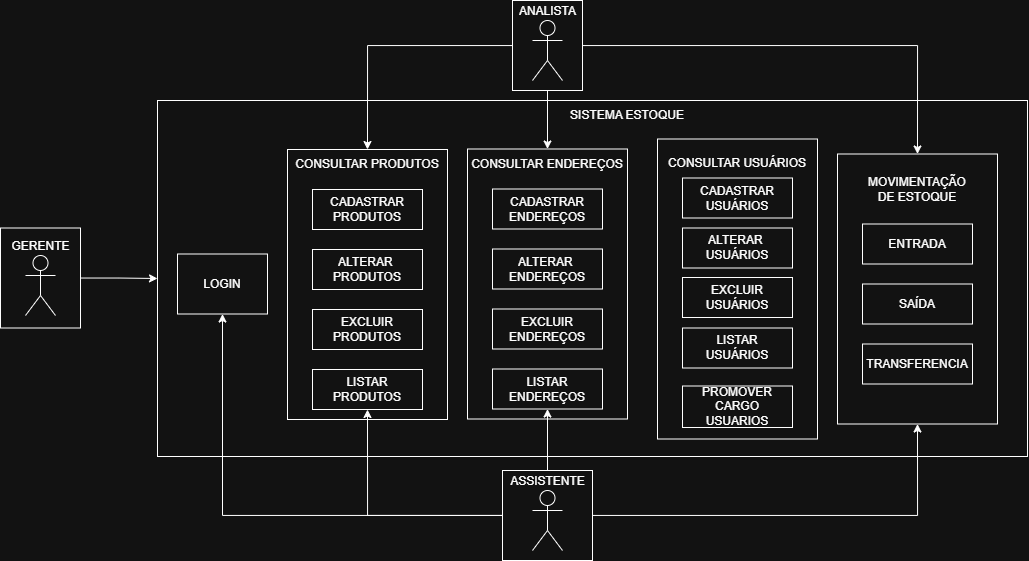 ANALISTA
SISTEMA ESTOQUE
CONSULTAR PRODUTOS
CADASTRAR
PRODUTOS
ALTERAR
PRODUTOS
EXCLUIR
PRODUTOS
LISTAR
PRODUTOS
CONSULTAR ENDEREÇOS
CADASTRAR
ENDEREÇOS
ALTERAR
ENDEREÇOS
EXCLUIR
ENDEREÇOS
LISTAR
ENDEREÇOS
CONSULTAR USUÁRIOS
CADASTRAR
USUÁRIOS
ALTERAR
USUÁRIOS
EXCLUIR
USUÁRIOS
LISTAR
USUÁRIOS
PROMOVER
CARGO
USUARIOS
MOVIMENTAÇÃO
DE ESTOQUE
ENTRADA
SAÍDA
TRANSFERENCIA
GERENTE
LOGIN
ASSISTENTE